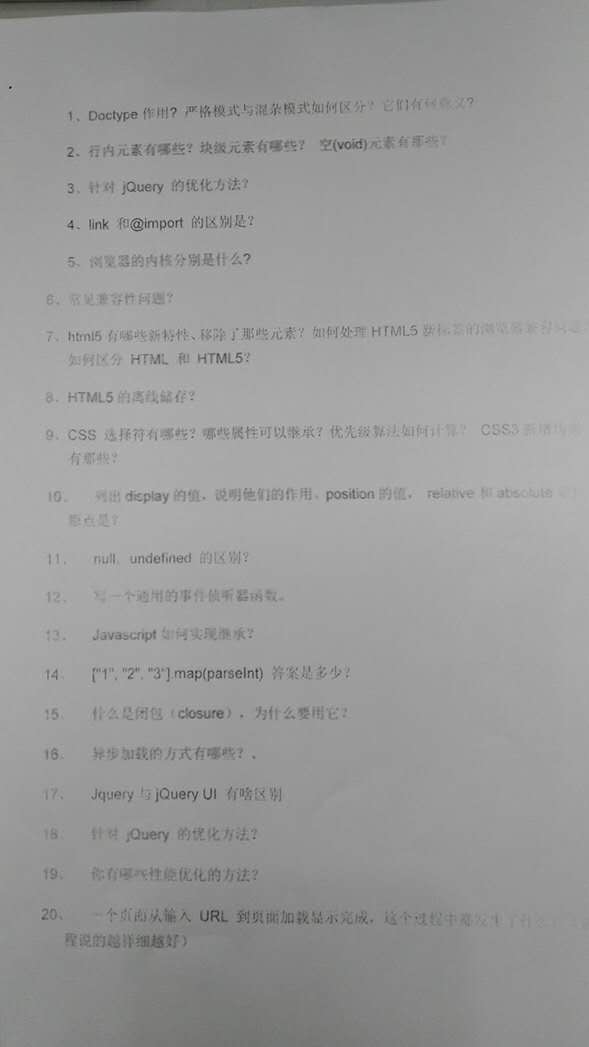 1、Doctype 作用? 严格模式与混杂模式如何区分？它们有何意义?
2、行内元素有哪些？块级元素有哪些？ 空(void)元素有那些？
3、针对 jQuery 的优化方法？
4、link 和@import 的区别是？
5、浏览器的内核分别是什么?
6、常见兼容性问题？
7、html5 有哪些新特性、移除了那些元素？如何处理 HTML5 新标签的浏览器兼容问题？
如何区分 HTML 和 HTML5？
8、HTML5 的离线储存？
9、CSS 选择符有哪些？哪些属性可以继承？优先级算法如何计算？ CSS3 新增伪类
有那些？
10、 列出 display 的值，说明他们的作用。position 的值， relative 和 absolute
原点是？
11、 null，undefined 的区别？
12、 写一个通用的事件侦听器函数。
13、 Javascript 如何实现继承？
14、 ["1", "2", "3"].map(parseInt) 答案是多少？
15、 什么是闭包（closure），为什么要用它？
16、 异步加载的方式有哪些？、
17、 Jquery 与 jQuery UI 有啥区别
18、 针对 jQuery 的优化方法？
19、 你有哪些性能优化的方法？
20、 一个页面从输入 URL 到页面加载显示完成，这个过程中都发生了什么？
程说的越详细越好）